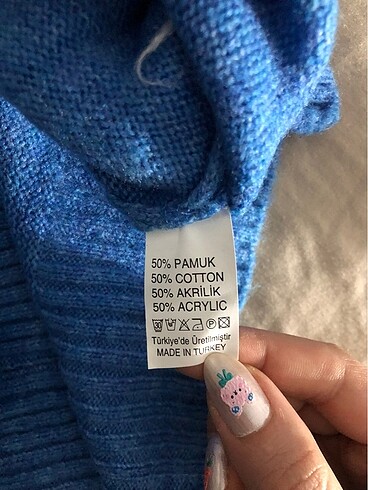 50% PAMUK
50% COTTON
50% AKRİLİK
50% ACRYLIC
Türkiye'de Üretilmiştir
MADE IN TURKEY